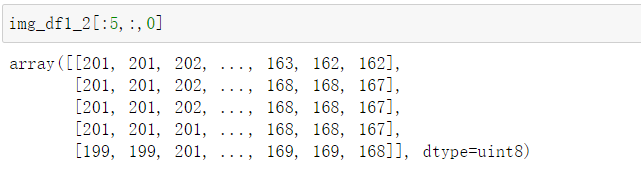 img_df1_2[:5,:,0]
array([[201, 201, 202, ..., 163, 162, 162],
[201, 201, 202, ..., 168, 168, 167],
[201, 201, 202, ..., 168, 168, 167],
[201, 201, 201, ..., 168, 168, 167],
[199, 199, 201, ..., 169, 169, 168]], dtype=uint8)